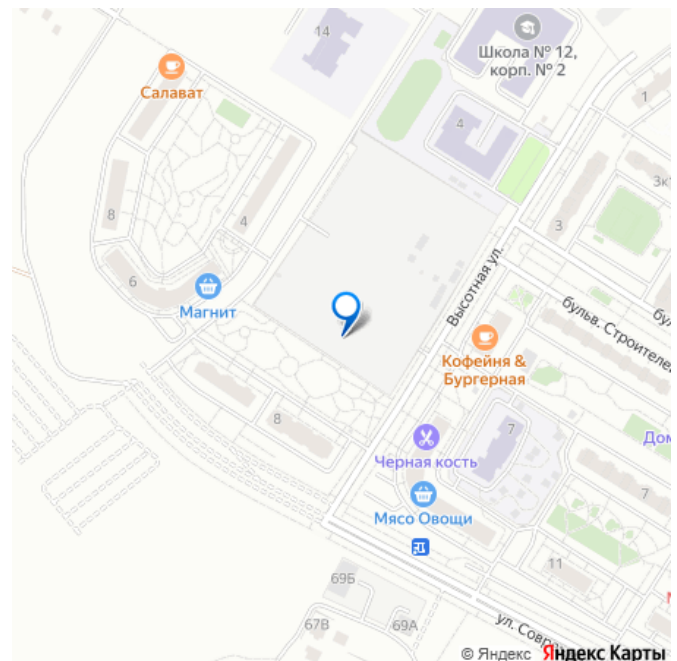 14
Школа № 12,
корп. № 2
Салават
1
4
3к
8
4
3
6
Магнит
Высотная ул.
бульв. Строителе
бу
Кофейня &
Бургерная
8
7
Дом
Черная кость
7
Мясо Овощи
11
69Б
67В
69А
ул. Совр
© Яндекс Яндекс Карты